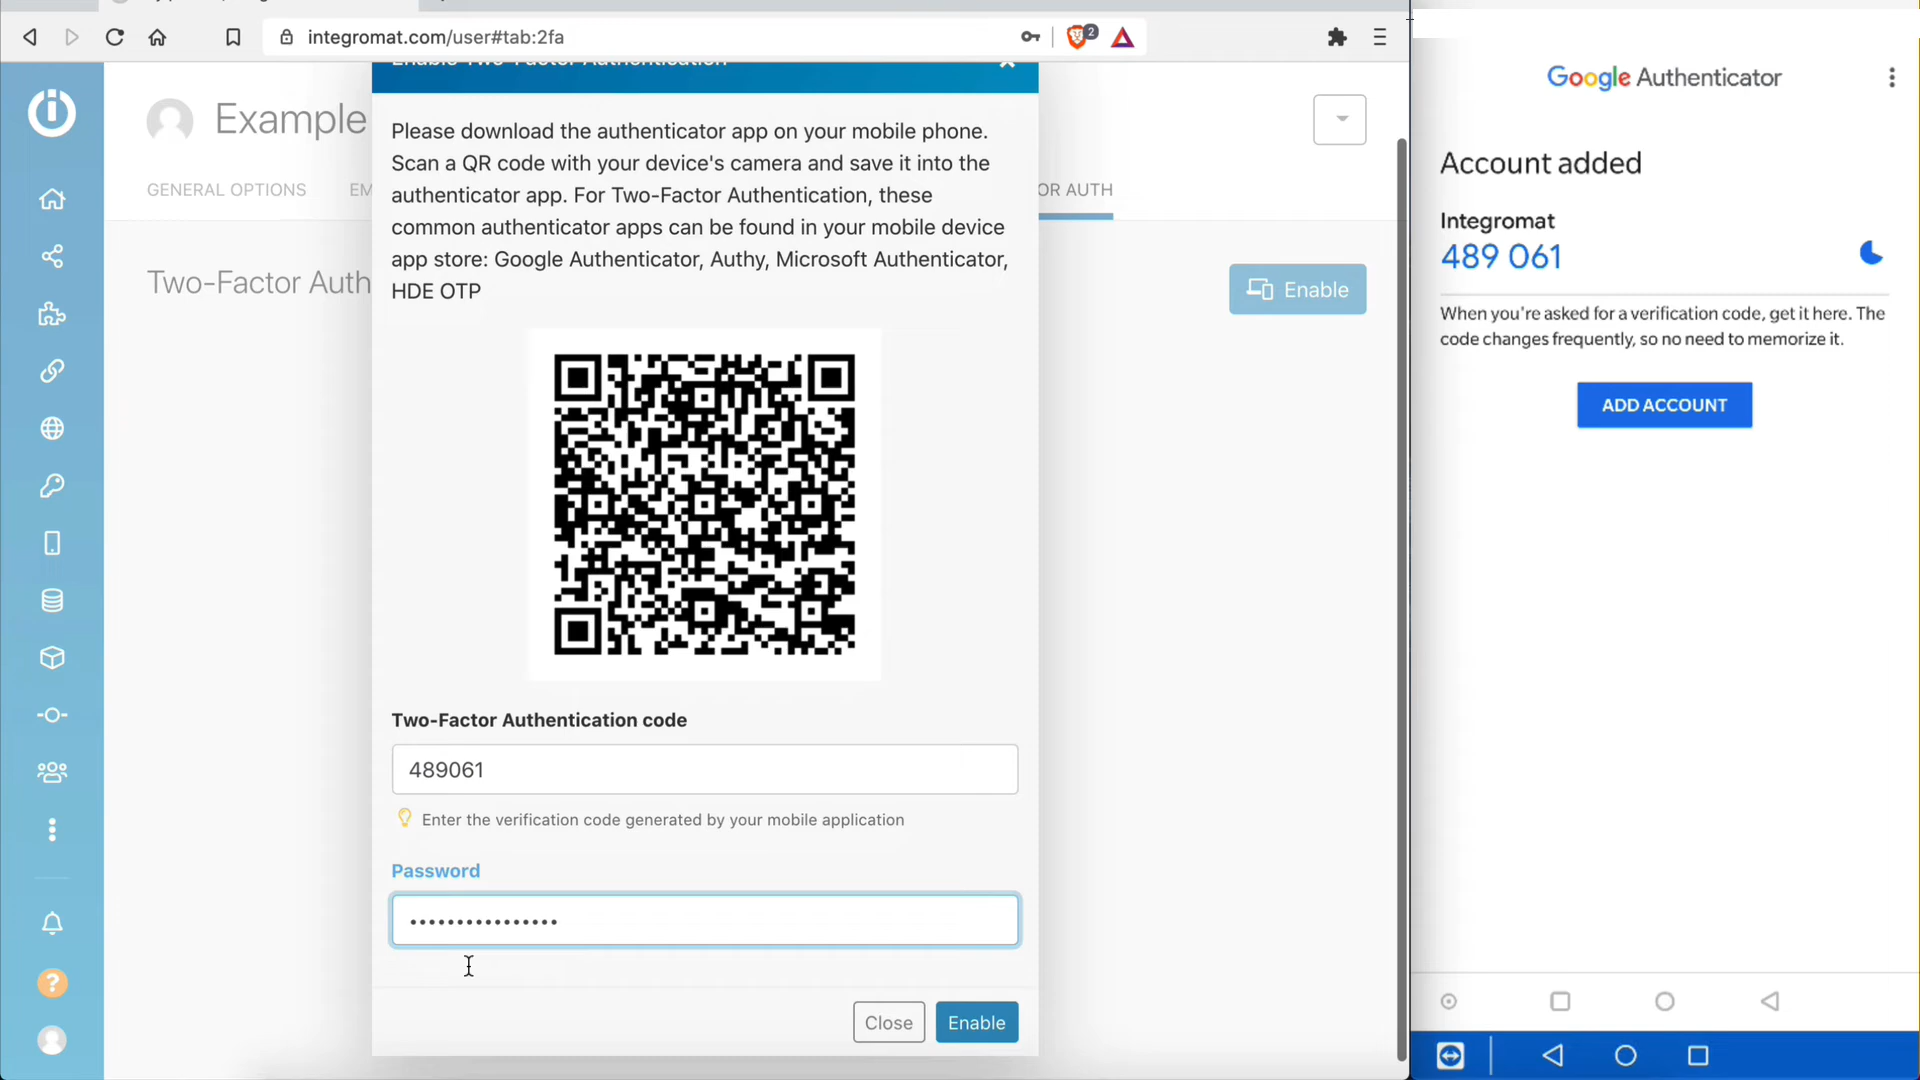 integromat.com/user#tab:2fa
2
Enable Two-Factor Authentication
Example
GENERAL OPTIONS
EM
OR AUTH
Two-Factor Auth
Enable
Please download the authenticator app on your mobile phone.
Scan a QR code with your device's camera and save it into the
authenticator app. For Two-Factor Authentication, these
common authenticator apps can be found in your mobile device
app store: Google Authenticator, Authy, Microsoft Authenticator,
HDE OTP
Two-Factor Authentication code
489061
Enter the verification code generated by your mobile application
Password
••••••••••••••••
Close
Enable
?
Google Authenticator
Account added
Integromat
489 061
When you're asked for a verification code, get it here. The
code changes frequently, so no need to memorize it.
ADD ACCOUNT